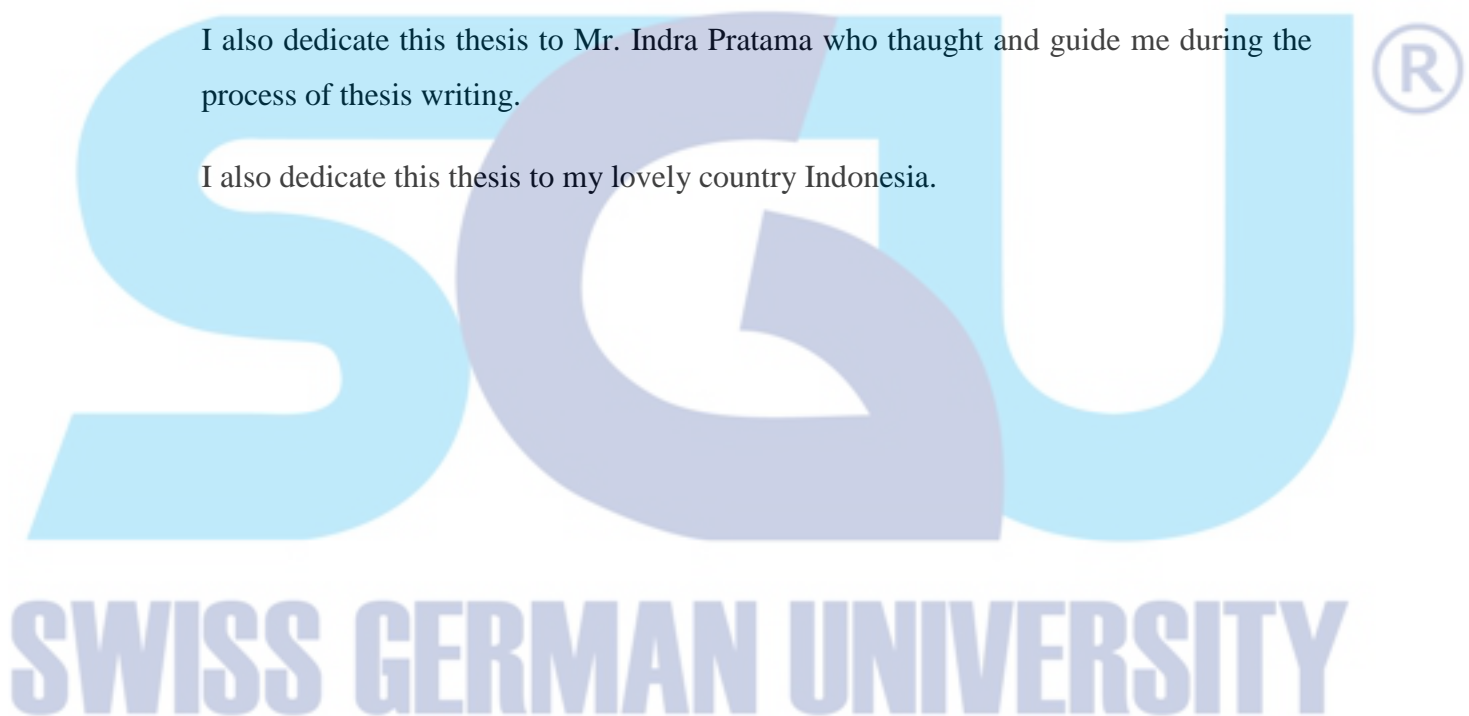 I also dedicate this thesis to Mr. Indra Pratama who thaught and guide me during the
process of thesis writing.
I also dedicate this thesis to my lovely country Indonesia.
SGU
®
SWISS GERMAN UNIVERSITY